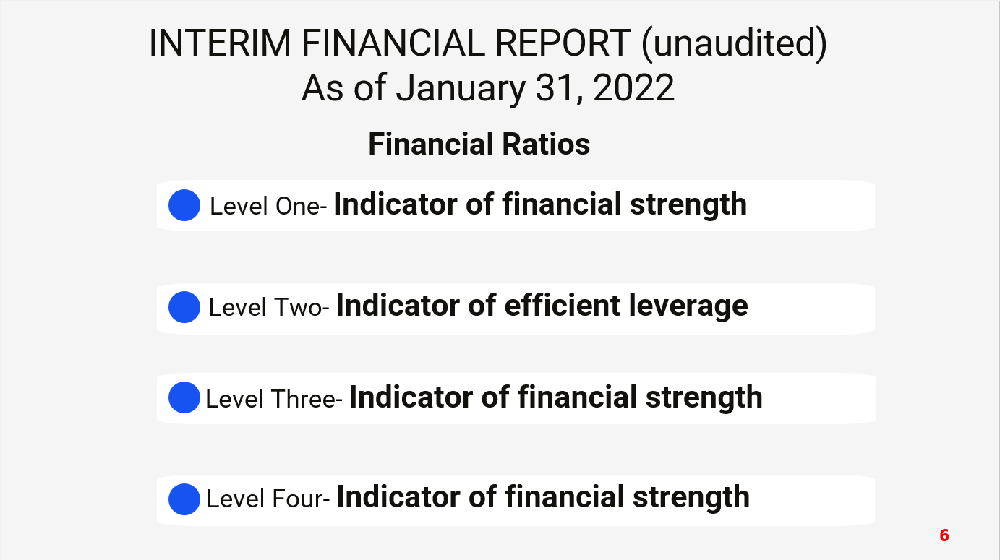 INTERIM FINANCIAL REPORT (unaudited)
As of January 31, 2022
Financial Ratios
Level One- Indicator of financial strength
Level Two- Indicator of efficient leverage
Level Three- Indicator of financial strength
Level Four- Indicator of financial strength
6